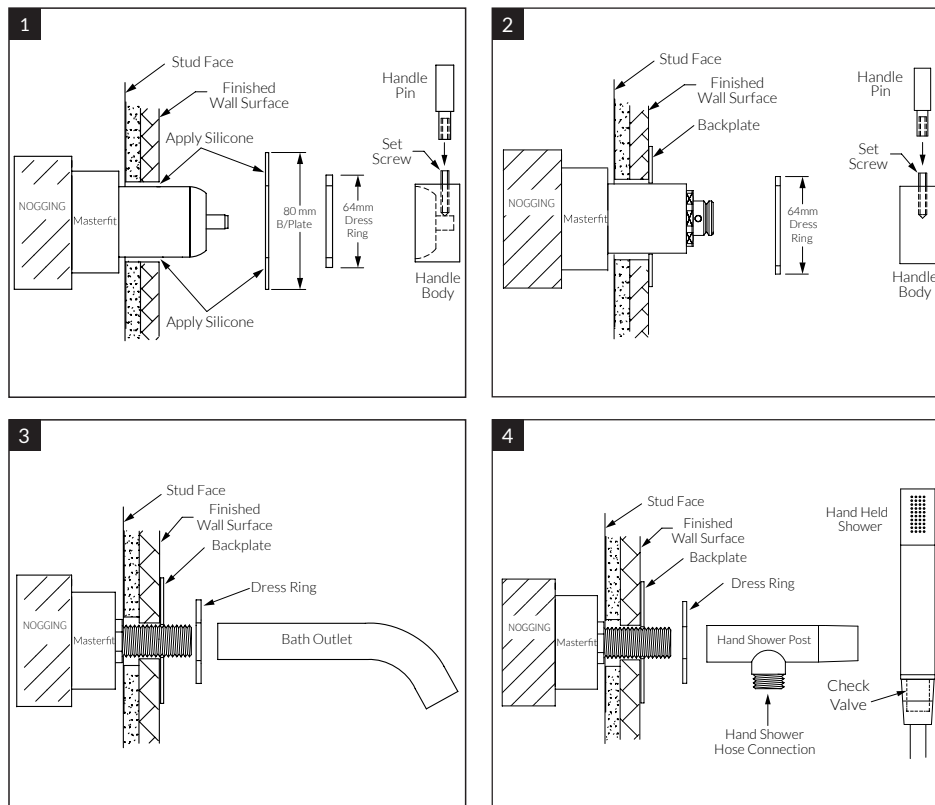 1
Stud Face
Finished
Wall Surface
Apply Silicone
Handle
Pin
Set
Screw
NOGGING
Masterfit
80 mm
B/Plate
64mm
Dress
Ring
Handle
Body
Apply Silicone
2
Stud Face
Finished
Wall Surface
Backplate
Handle
Pin
Set
Screw
NOGGING
Masterfit
64mm
Dress
Ring
Handle
Body
3
Stud Face
Finished
Wall Surface
Backplate
Dress Ring
NOGGING
Masterfit
Bath Outlet
4
Stud Face
Finished
Wall Surface
Backplate
Dress Ring
Hand Held
Shower
NOGGING
Masterfit
Hand Shower Post
Check
Valve
Hand Shower
Hose Connection